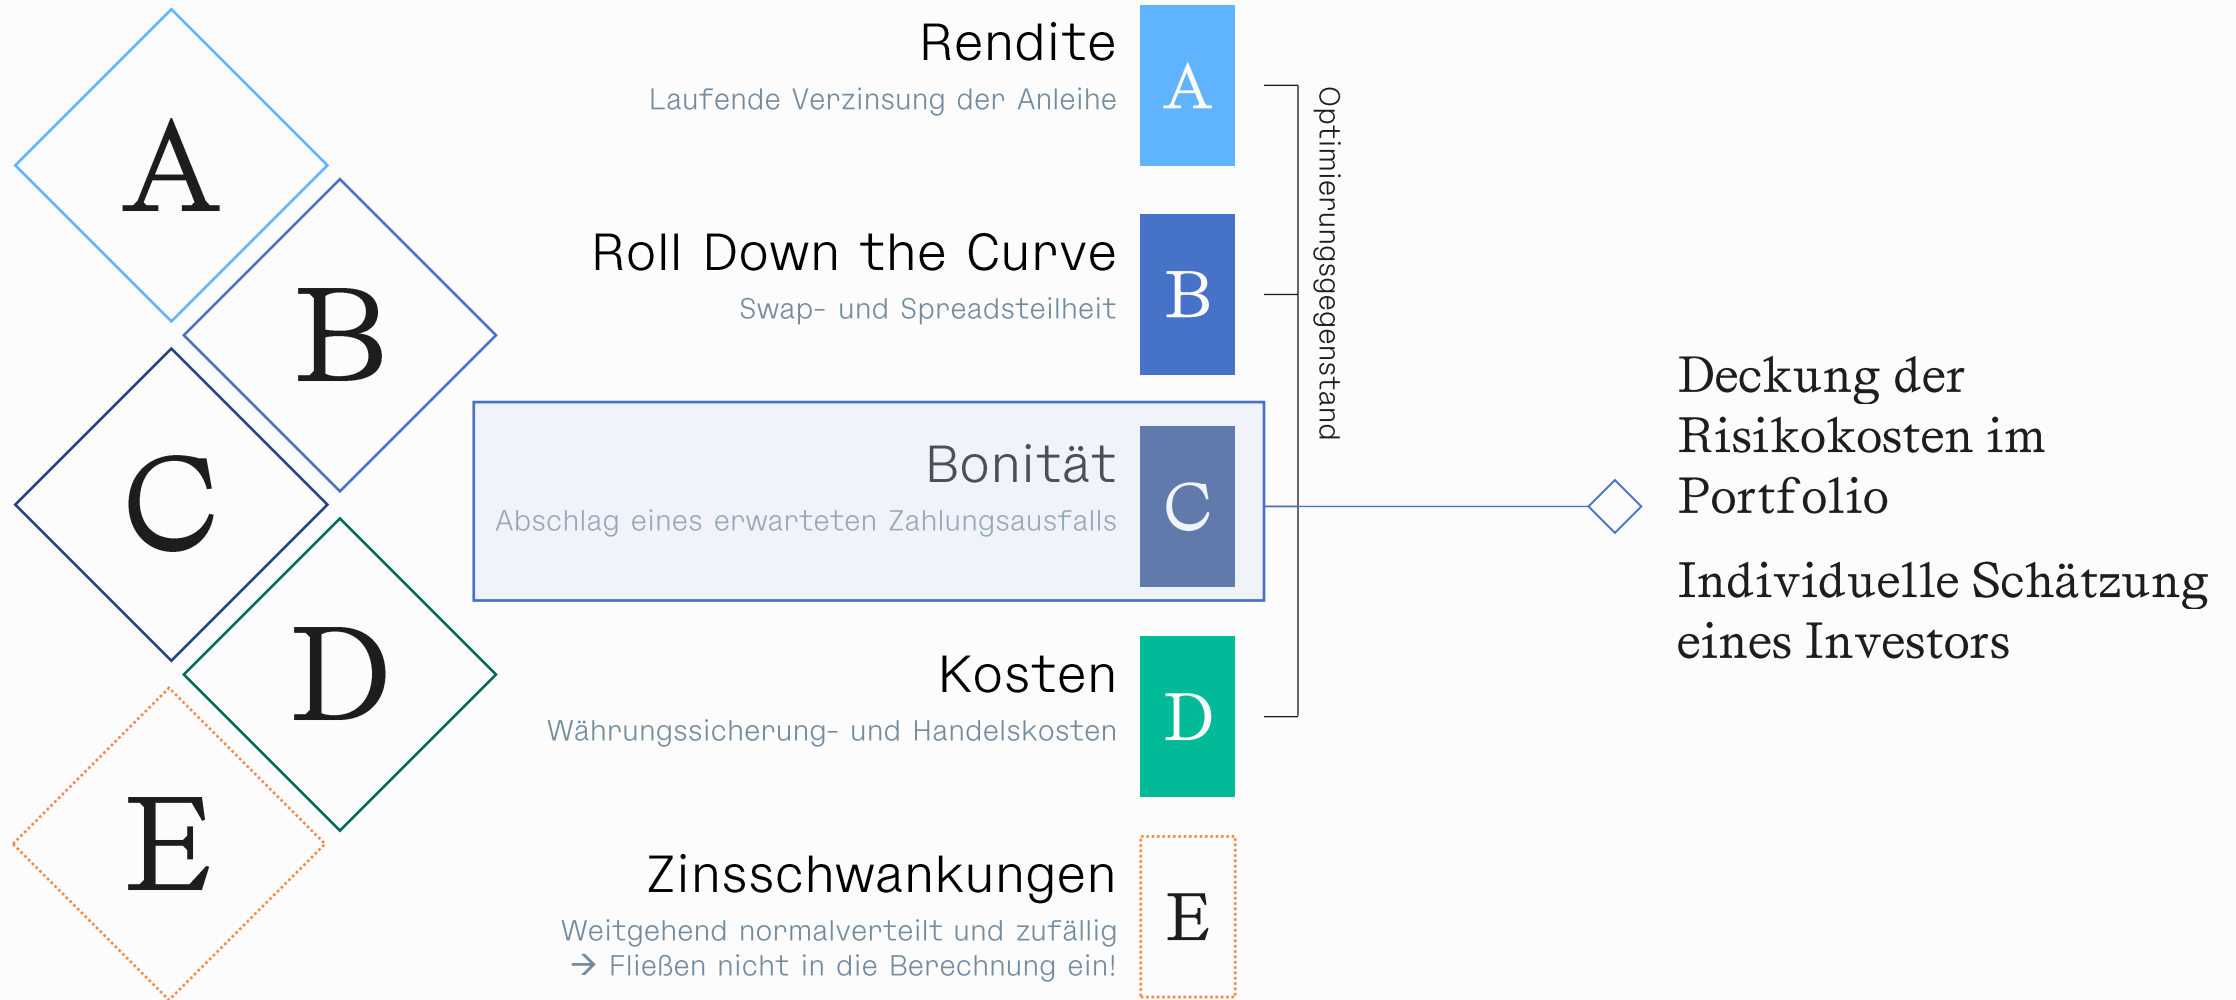 A
B
C
D
E
Rendite
Laufende Verzinsung der Anleihe
A
Roll Down the Curve
Swap- und Spreadsteilheit
B
Bonität
Abschlag eines erwarteten Zahlungsausfalls
C
Kosten
Währungssicherung- und Handelskosten
D
Zinsschwankungen
Weitgehend normalverteilt und zufällig
→ Fließen nicht in die Berechnung ein!
E
Optimierungsgegenstand
Deckung der
Risikokosten im
Portfolio
Individuelle Schätzung
eines Investors